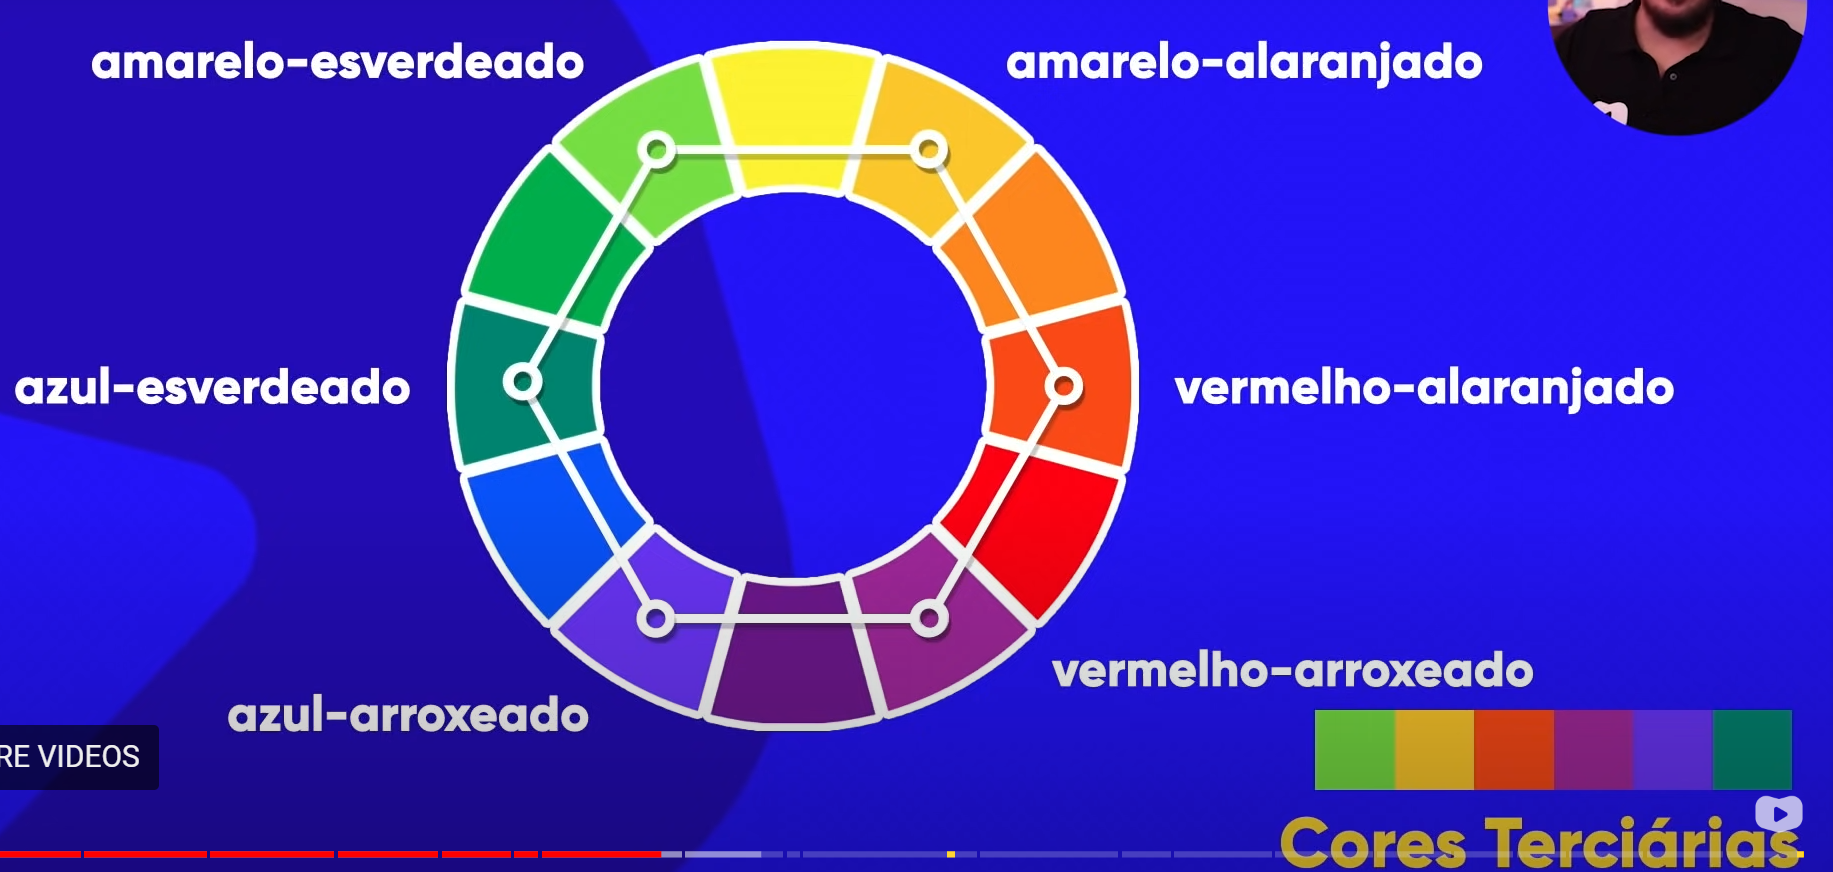 amarelo-esverdeado
amarelo-alaranjado
azul-esverdeado
vermelho-alaranjado
vermelho-arroxeado
azul-arroxeado
RE VIDEOS
Cores Terciárias